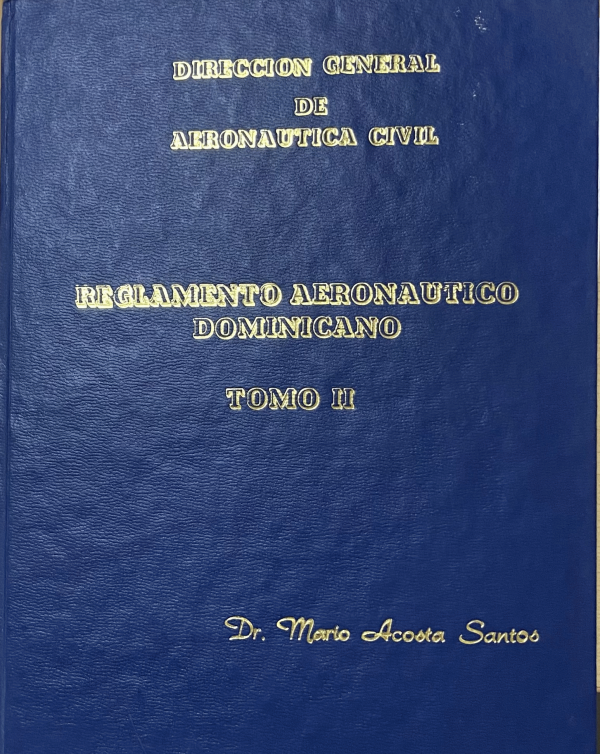 DIRECCION GENERAL
DE
AERONAUTICA CIVIL
REGLAMENTO AERONAUTICO
DOMINICANO
TOMO II
Dr. Mario Acosta Santos